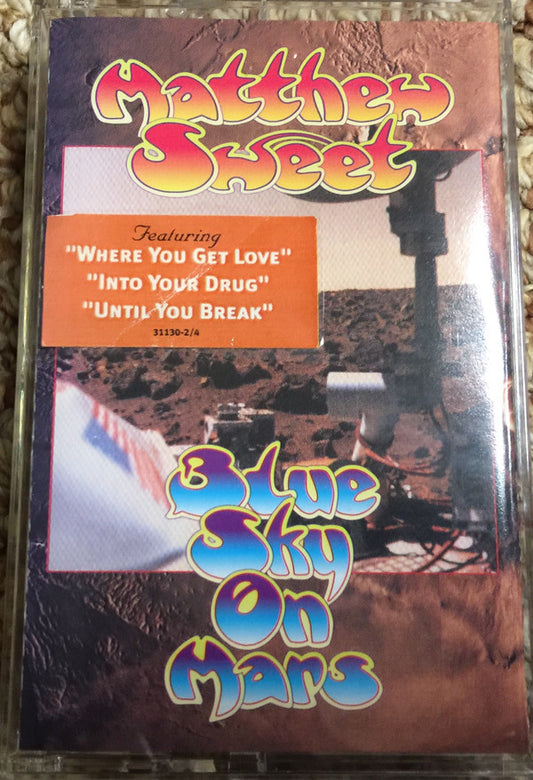 Matthew
Sweet
Featuring
"WHERE YOU GET LOVE"
"INTO YOUR DRUG"
"UNTIL YOU BREAK"
31130-2/4
Blue
Sky
On
Mars